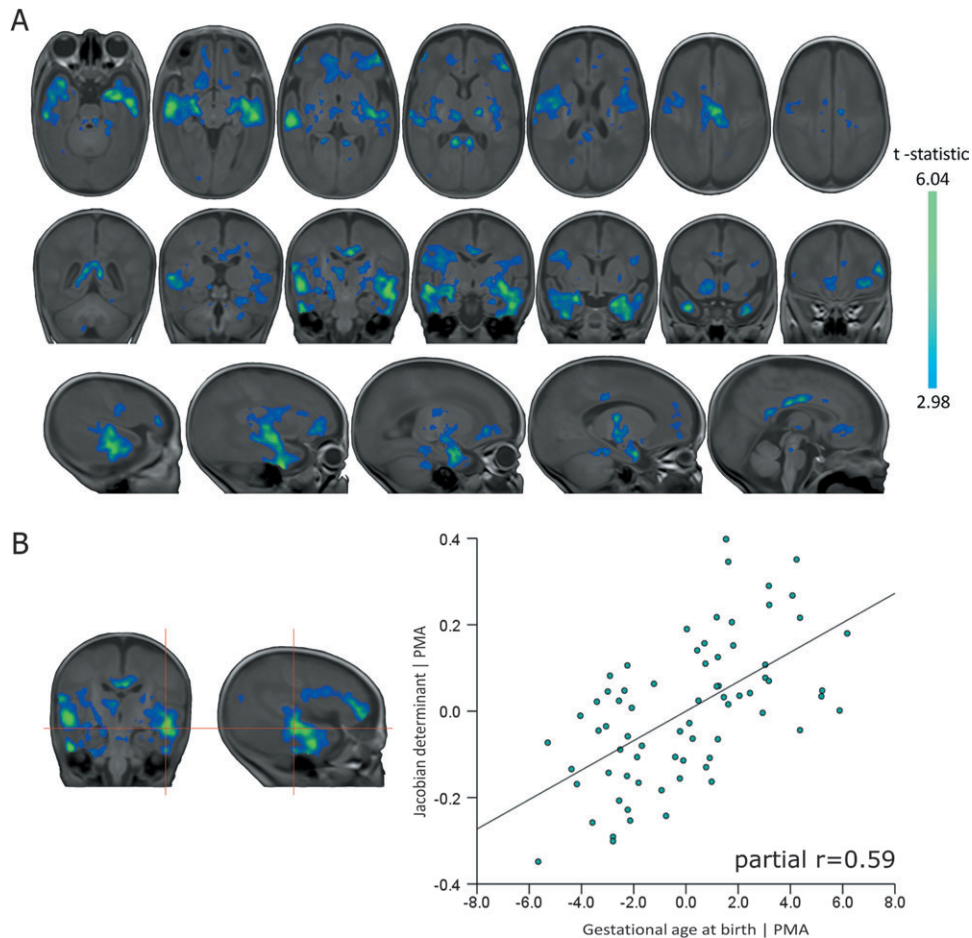 A
t -statistic
6.04
2.98
B
0.4
0.2
0.0
-0.2
-0.4
Jacobian determinant | PMA
partial r=0.59
-8.0 -6.0 -4.0 -2.0 0.0 2.0 4.0 6.0 8.0
Gestational age at birth | PMA